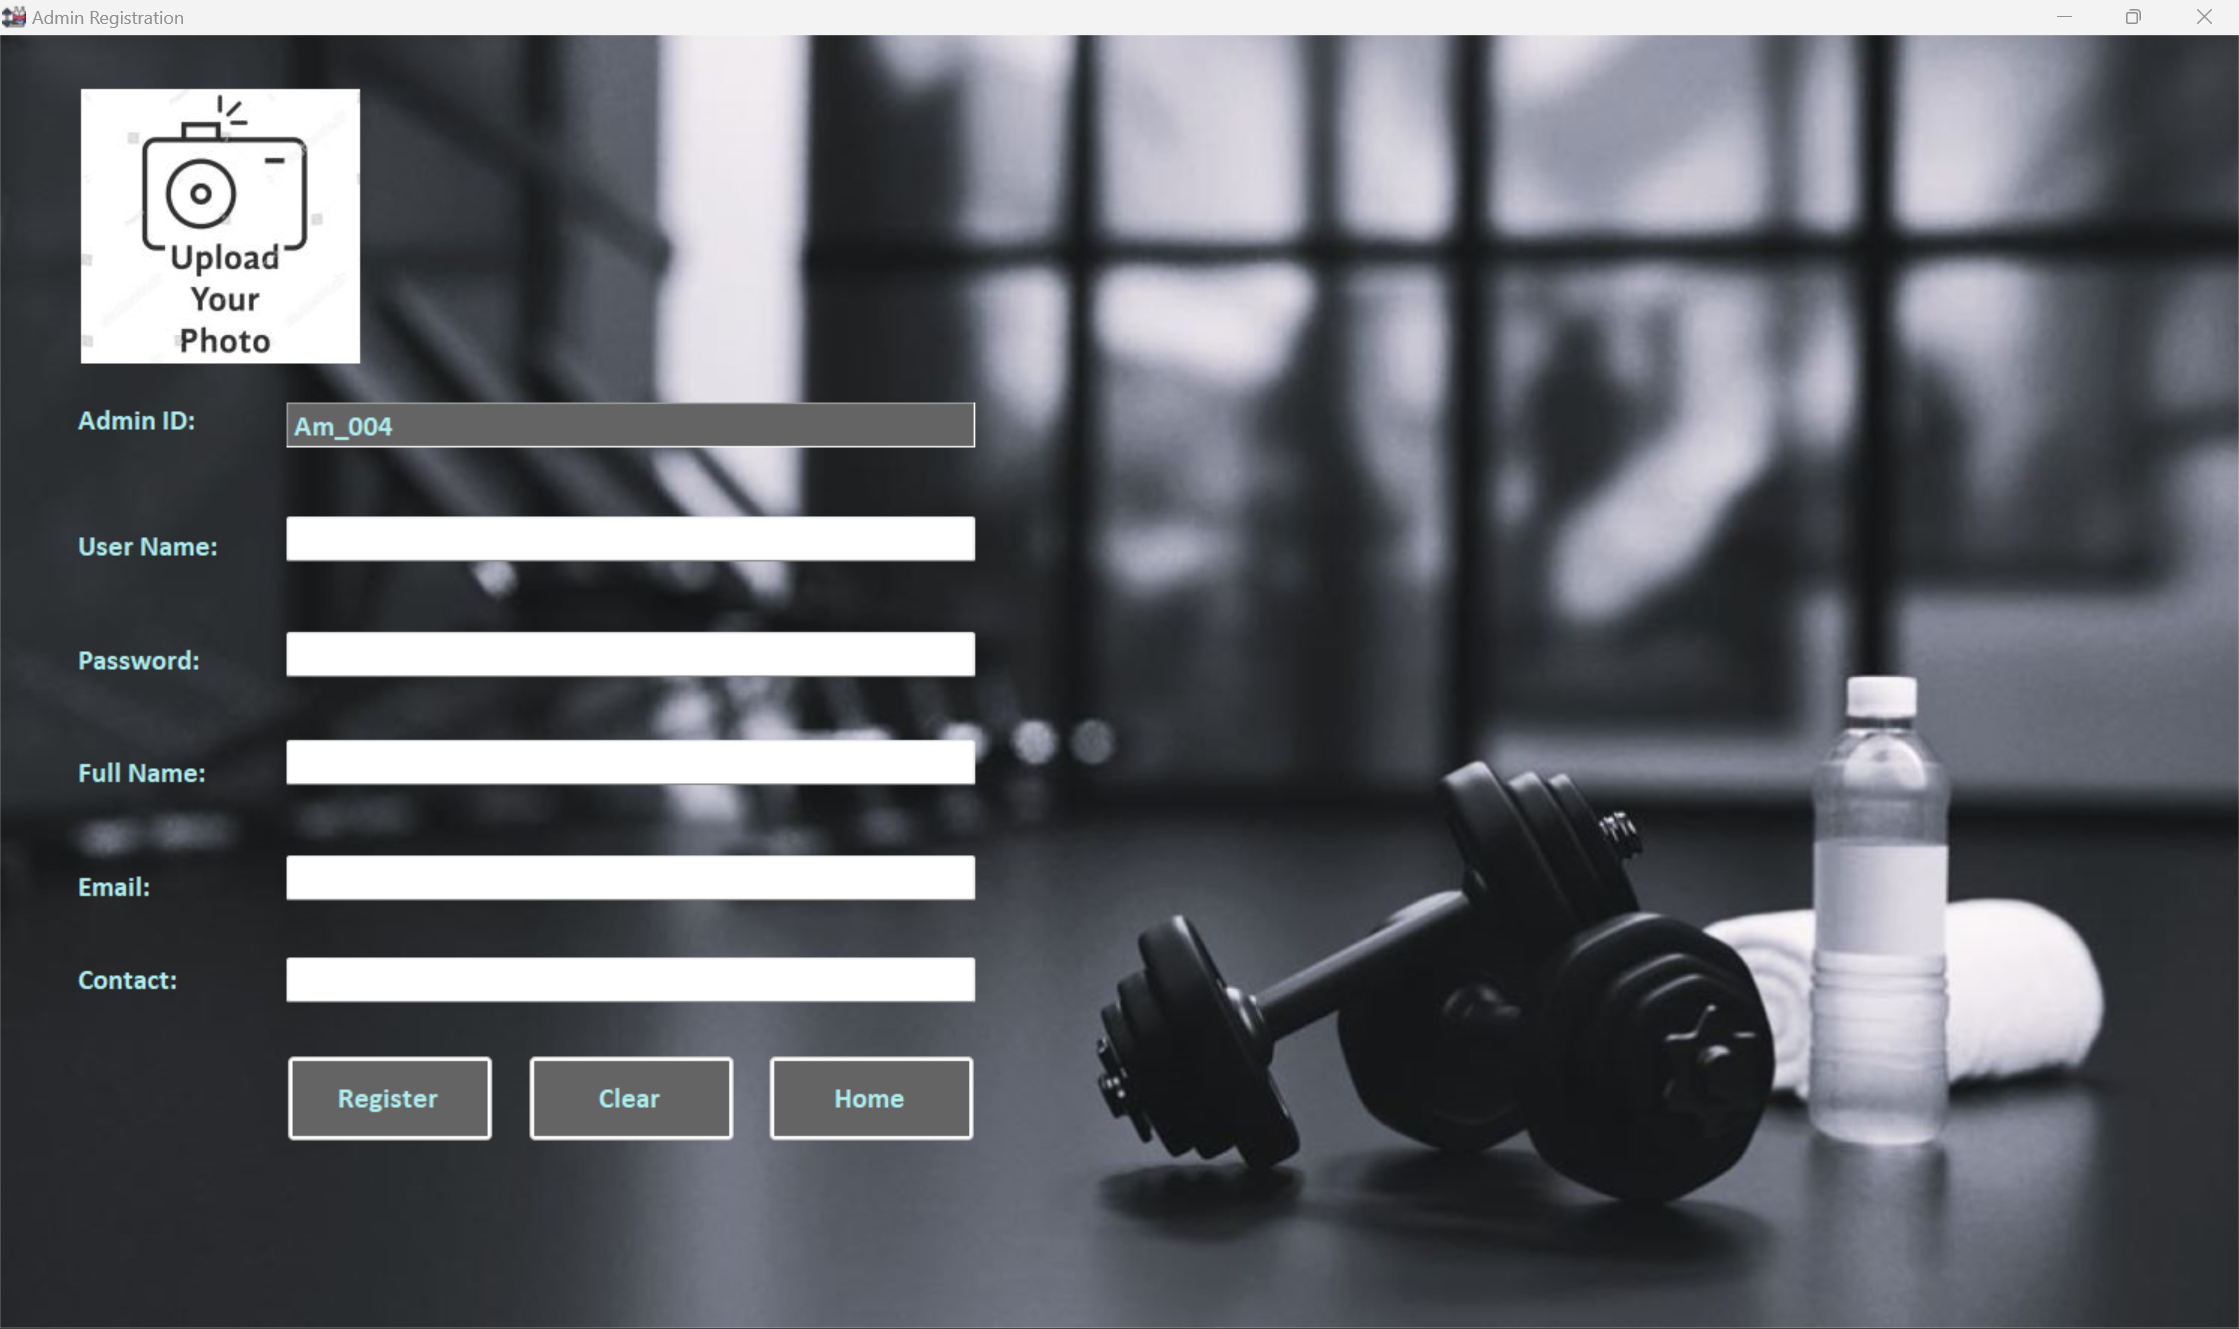 Admin Registration
Upload
Your
Photo
Admin ID:
Am_004
User Name:
Password:
Full Name:
Email:
Contact:
Register
Clear
Home